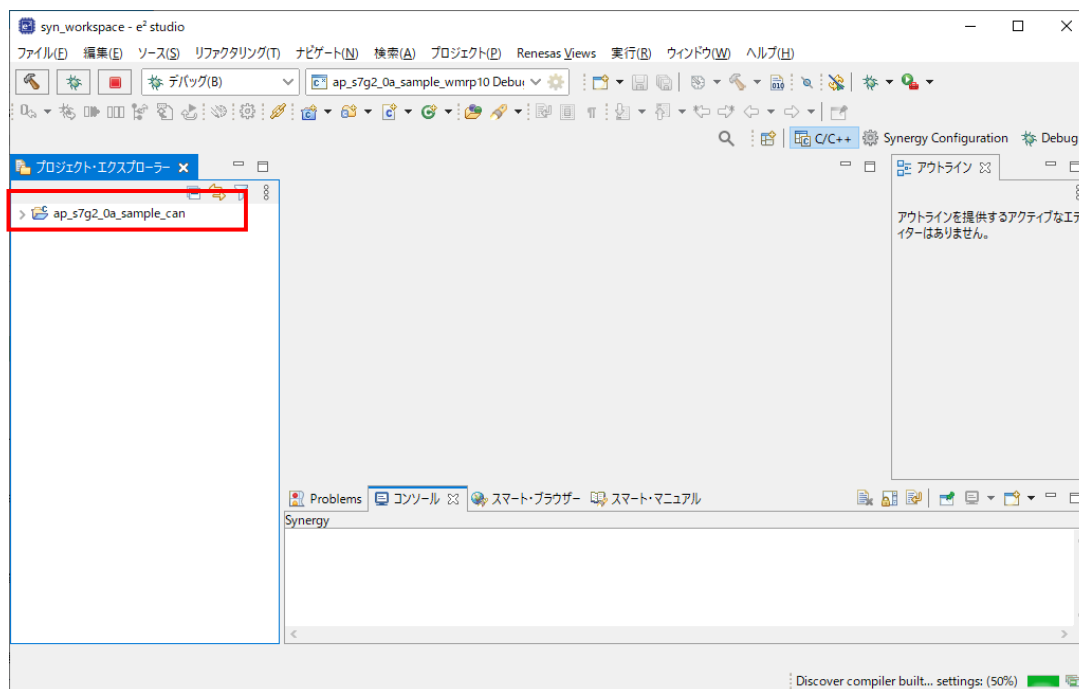 syn_workspace - e² studio
ファイル(F) 編集(E) ソース(S) リファクタリング(T) ナビゲート(N) 検索(A) プロジェクト(P) Renesas Views 実行(R) ウィンドウ(W) ヘルプ(H)
デバッグ(B) ap_s7g2_0a_sample_wmrp10 Debu
C/C++ Synergy Configuration Debug
プロジェクト・エクスプローラー
アウトライン
ap_s7g2_0a_sample_can
アウトラインを提供するアクティブなエデ
ィターはありません。
Problems コンソール スマート・ブラウザー スマート・マニュアル
Synergy
Discover compiler built... settings: (50%)